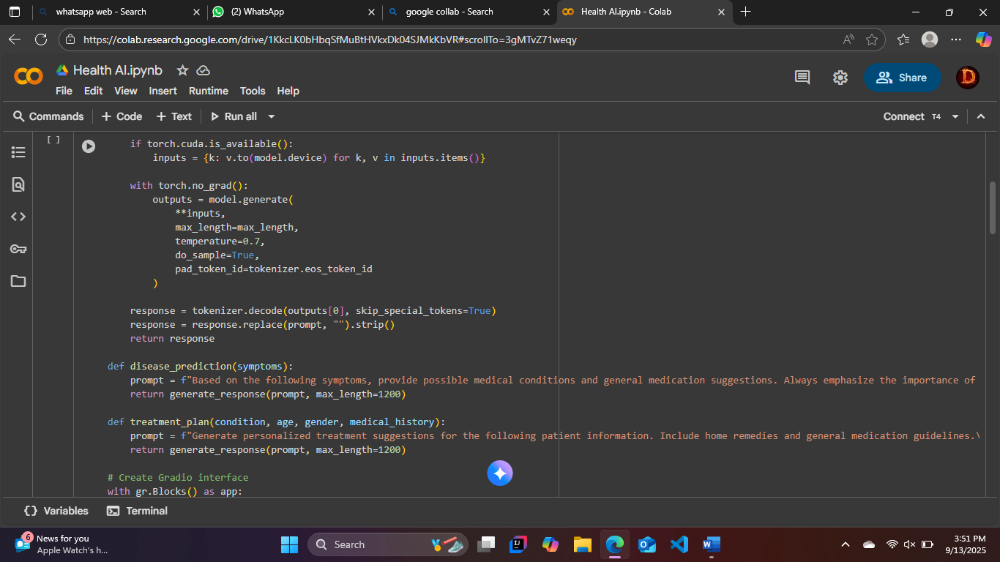 whatsapp web - Search
(2) WhatsApp
google collab - Search
Health AI.ipynb - Colab
https://colab.research.google.com/drive/1KkcLK0bHbqSfMuBtHVkxDk04SJMkKbVR#scrollTo=3gMTvZ71weqy
Health AI.ipynb
File Edit View Insert Runtime Tools Help
Share
D
Commands + Code + Text Run all
Connect T4
[ ]
if torch.cuda.is_available():
inputs = {k: v.to(model.device) for k, v in inputs.items()}
with torch.no_grad():
outputs = model.generate(
**inputs,
max_length=max_length,
temperature=0.7,
do_sample=True,
pad_token_id=tokenizer.eos_token_id
)
response = tokenizer.decode(outputs[0], skip_special_tokens=True)
response = response.replace(prompt, "").strip()
return response
def disease_prediction(symptoms):
prompt = f"Based on the following symptoms, provide possible medical conditions and general medication suggestions. Always emphasize the importance of
return generate_response(prompt, max_length=1200)
def treatment_plan(condition, age, gender, medical_history):
prompt = f"Generate personalized treatment suggestions for the following patient information. Include home remedies and general medication guidelines.\
return generate_response(prompt, max_length=1200)
# Create Gradio interface
with gr.Blocks() as app:
{} Variables Terminal
6
News for you
Apple Watch's h...
Search
3:51 PM
9/13/2025